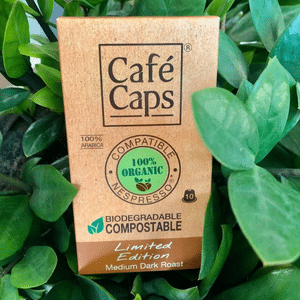 Café
Caps
®
100%
ARABICA
COMPATIBLE
100%
ORGANIC
NESPRESSO
10
BIODEGRADABLE
COMPOSTABLE
Limited
Edition
Medium Dark Roast